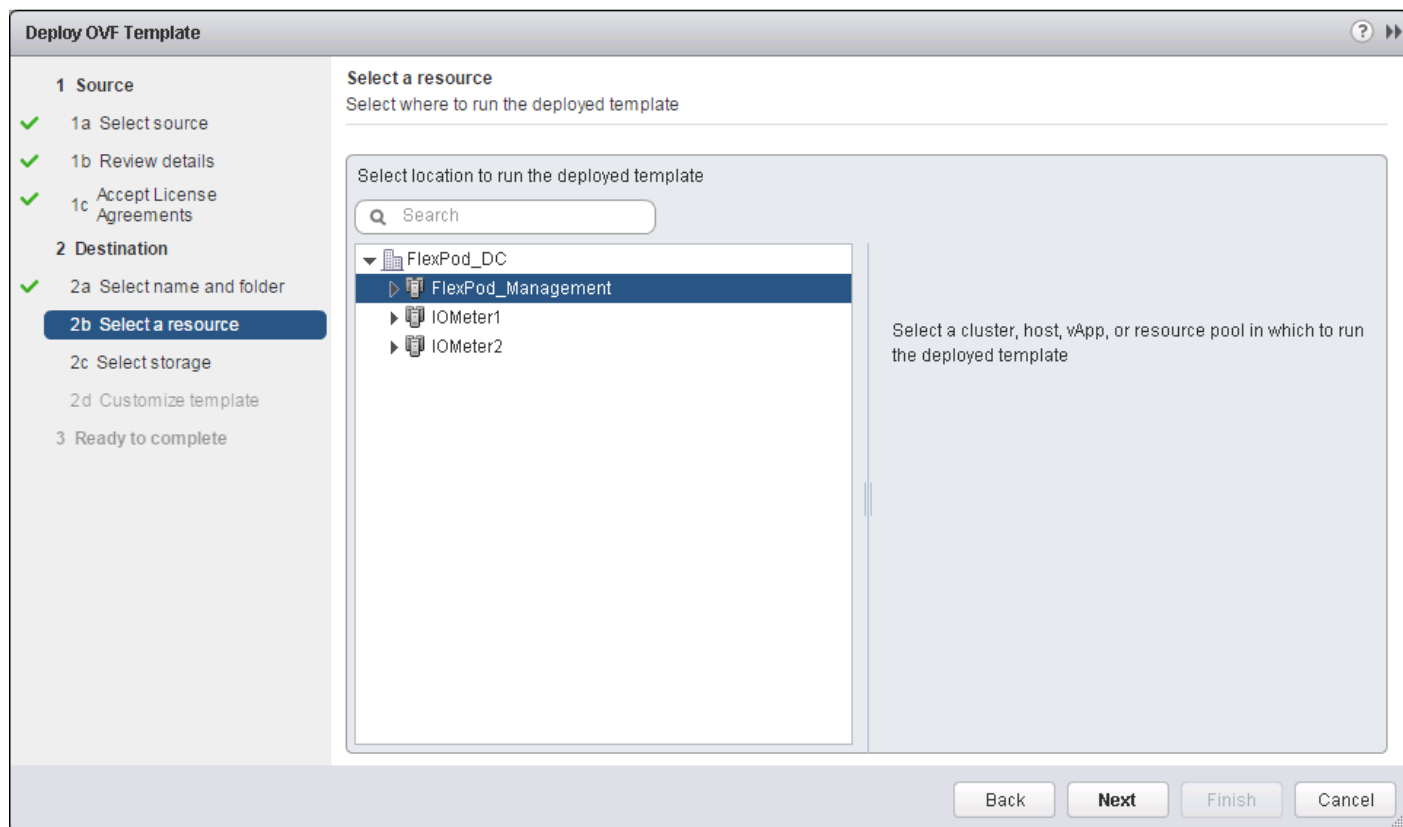 Deploy OVF Template
1 Source
1a Select source
1b Review details
1c Accept License
Agreements
2 Destination
2a Select name and folder
2b Select a resource
2c Select storage
2d Customize template
3 Ready to complete
Select a resource
Select where to run the deployed template
Select location to run the deployed template
Search
FlexPod_DC
FlexPod_Management
IOMeter1
IOMeter2
Select a cluster, host, vApp, or resource pool in which to run
the deployed template
Back
Next
Finish
Cancel